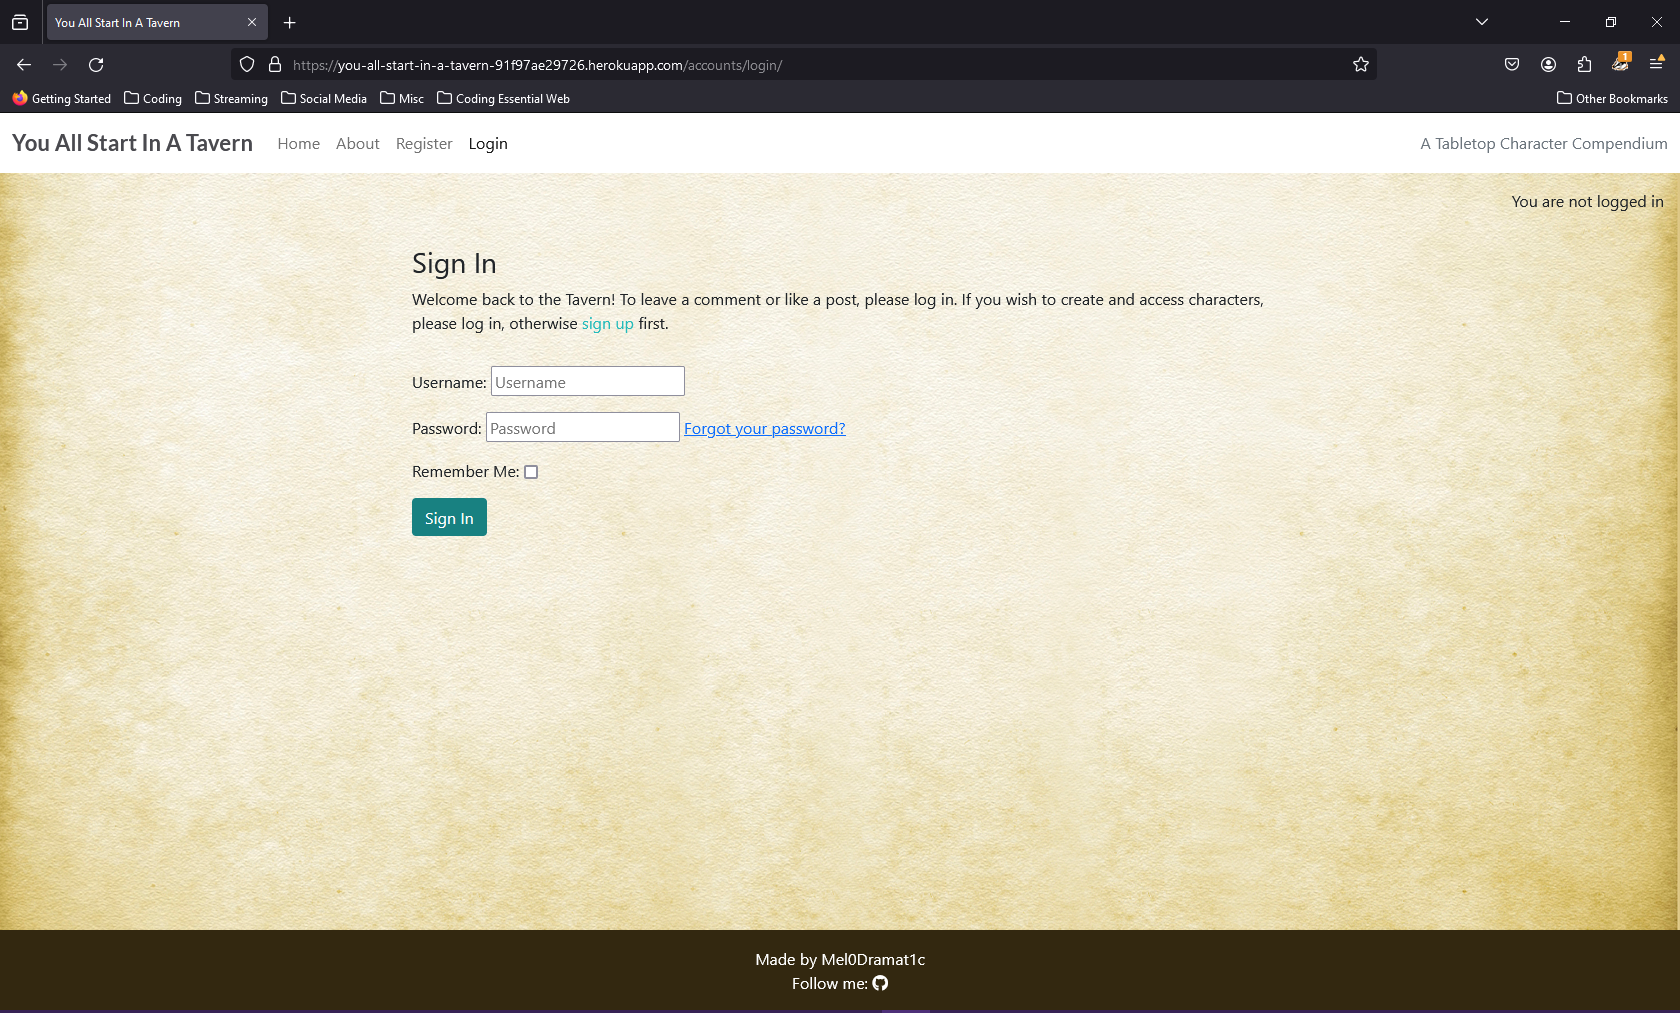 You All Start In A Tavern
https://you-all-start-in-a-tavern-91f97ae29726.herokuapp.com/accounts/login/
1
Getting Started Coding Streaming Social Media Misc Coding Essential Web Other Bookmarks
You All Start In A Tavern Home About Register Login A Tabletop Character Compendium
You are not logged in
Sign In
Welcome back to the Tavern! To leave a comment or like a post, please log in. If you wish to create and access characters,
please log in, otherwise sign up first.
Username: Username
Password: Password Forgot your password?
Remember Me:
Sign In
Made by Mel0Dramat1c
Follow me: